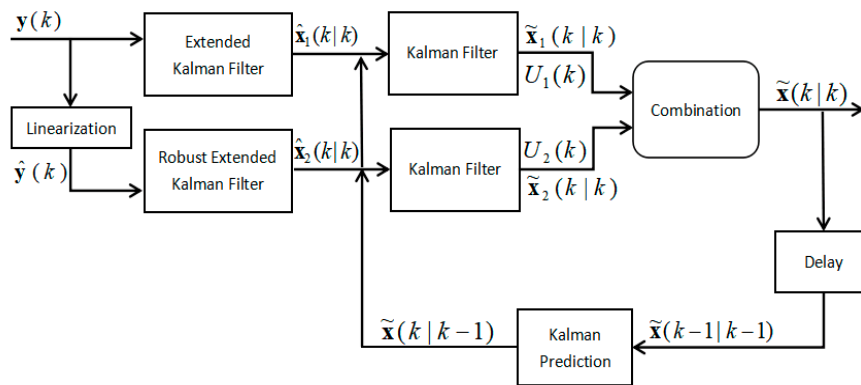 y(k)
Extended
Kalman Filter
x̂₁(k|k)
Kalman Filter
x̃₁(k|k)
U₁(k)
Combination
x̃(k|k)
Linearization
ŷ(k)
Robust Extended
Kalman Filter
x̂₂(k|k)
Kalman Filter
U₂(k)
x̃₂(k|k)
Delay
x̃(k|k−1)
Kalman
Prediction
x̃(k−1|k−1)